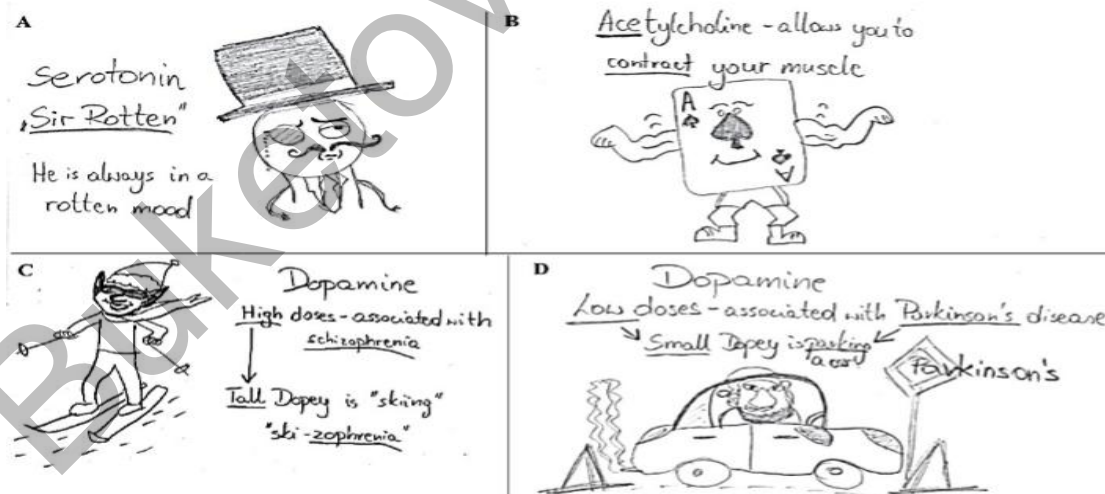 A
Serotonin
„Sir Rotten"
He is always in a
rotten mood
B
Acetylcholine - allows you to
contract your muscle
A
A
C
Dopamine
High doses - associated with
schizophrenia
Tall Dopey is "skiing"
"ski-zophrenia"
D
Dopamine
Low doses - associated with Parkinson's disease
Small Dopey is parking
a car
Parkinson's
Buketov